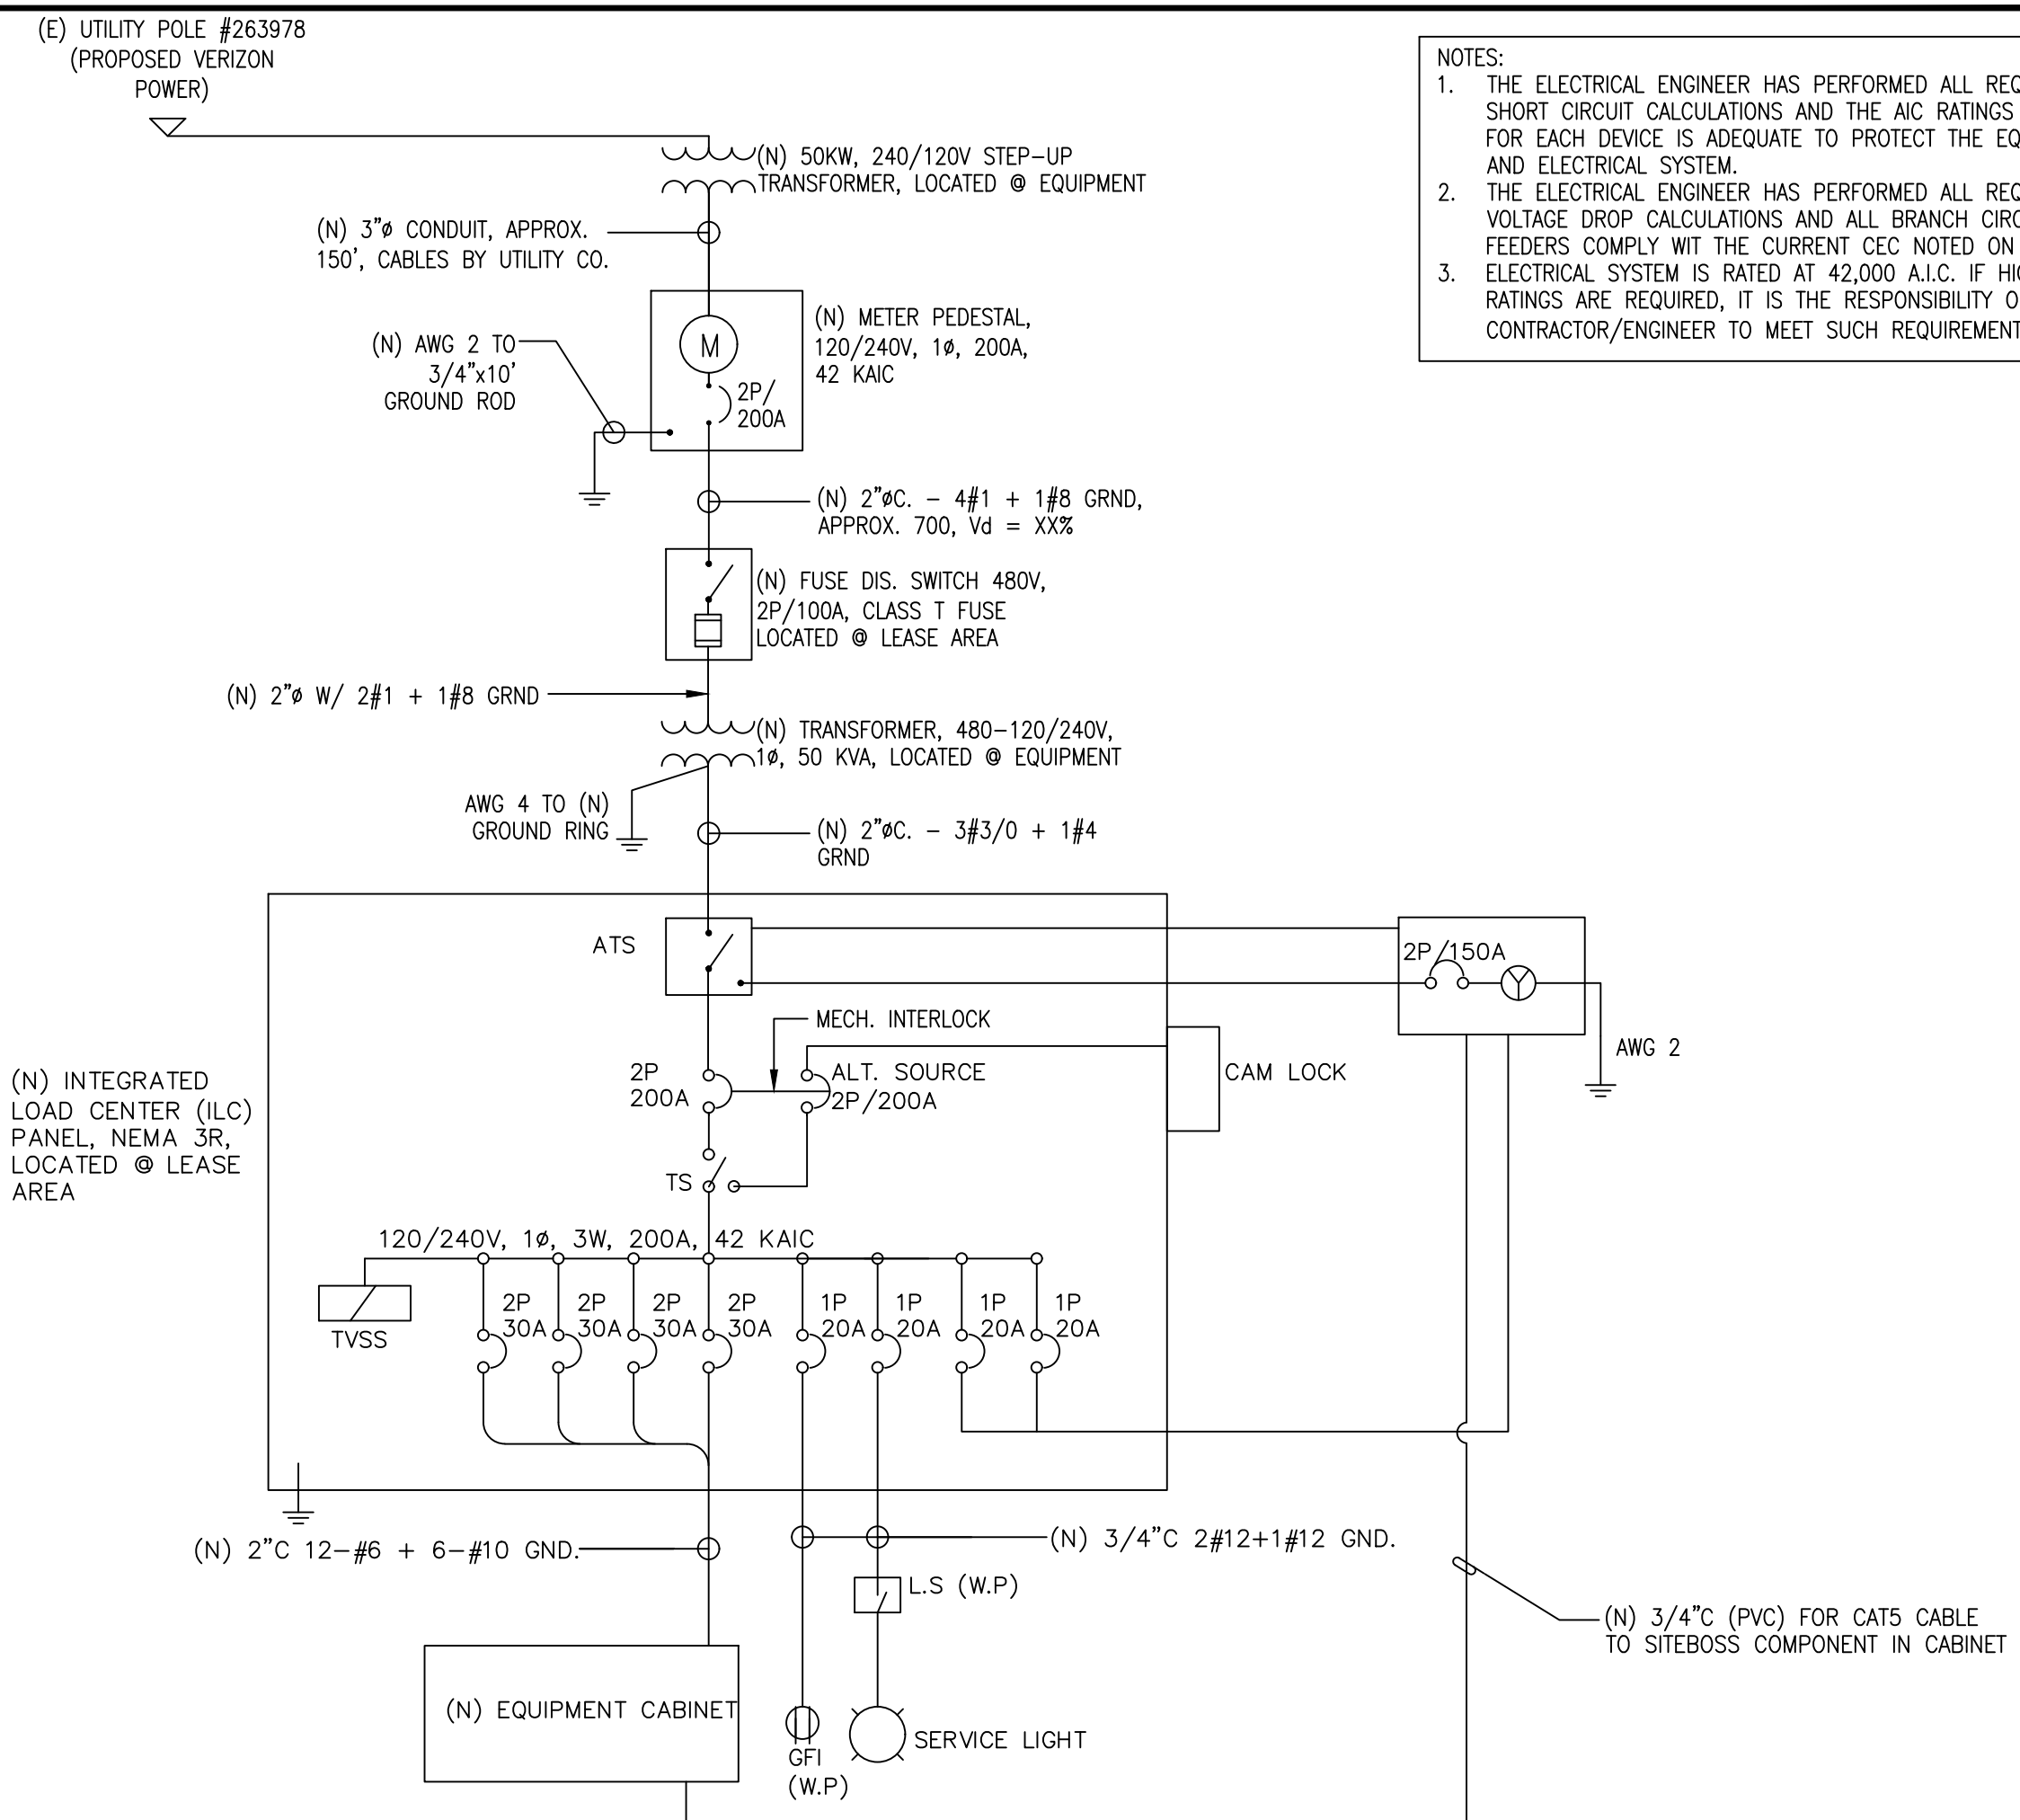 (E) UTILITY POLE #263978
(PROPOSED VERIZON
POWER)
NOTES:
1. THE ELECTRICAL ENGINEER HAS PERFORMED ALL
SHORT CIRCUIT CALCULATIONS AND THE AIC RATINGS
FOR EACH DEVICE IS ADEQUATE TO PROTECT THE
AND ELECTRICAL SYSTEM.
2. THE ELECTRICAL ENGINEER HAS PERFORMED ALL
VOLTAGE DROP CALCULATIONS AND ALL BRANCH
FEEDERS COMPLY WIT THE CURRENT CEC NOTED ON
3. ELECTRICAL SYSTEM IS RATED AT 42,000 A.I.C. IF
RATINGS ARE REQUIRED, IT IS THE RESPONSIBILITY
CONTRACTOR/ENGINEER TO MEET SUCH REQUIREMENT
(N) 50KW, 240/120V STEP-UP
TRANSFORMER, LOCATED @ EQUIPMENT
(N) 3"ø CONDUIT, APPROX.
150', CABLES BY UTILITY CO.
(N) METER PEDESTAL,
120/240V, 1ø, 200A,
42 KAIC
M
2P/
200A
(N) AWG 2 TO
3/4"x10'
GROUND ROD
(N) 2"øC. - 4#1 + 1#8 GRND,
APPROX. 700, Vd = XX%
(N) FUSE DIS. SWITCH 480V,
2P/100A, CLASS T FUSE
LOCATED @ LEASE AREA
(N) 2"ø W/ 2#1 + 1#8 GRND
(N) TRANSFORMER, 480-120/240V,
1ø, 50 KVA, LOCATED @ EQUIPMENT
AWG 4 TO (N)
GROUND RING
(N) 2"øC. - 3#3/0 + 1#4
GRND
ATS
2P/150A
AWG 2
MECH. INTERLOCK
2P
200A
ALT. SOURCE
2P/200A
CAM LOCK
(N) INTEGRATED
LOAD CENTER (ILC)
PANEL, NEMA 3R,
LOCATED @ LEASE
AREA
TS
120/240V, 1ø, 3W, 200A, 42 KAIC
TVSS
2P
30A
2P
30A
2P
30A
2P
30A
1P
20A
1P
20A
1P
20A
1P
20A
(N) 2"C 12-#6 + 6-#10 GND.
(N) 3/4"C 2#12+1#12 GND.
L.S (W.P)
(N) 3/4"C (PVC) FOR CAT5 CABLE
TO SITEBOSS COMPONENT IN CABINET
(N) EQUIPMENT CABINET
GFI
(W.P)
SERVICE LIGHT